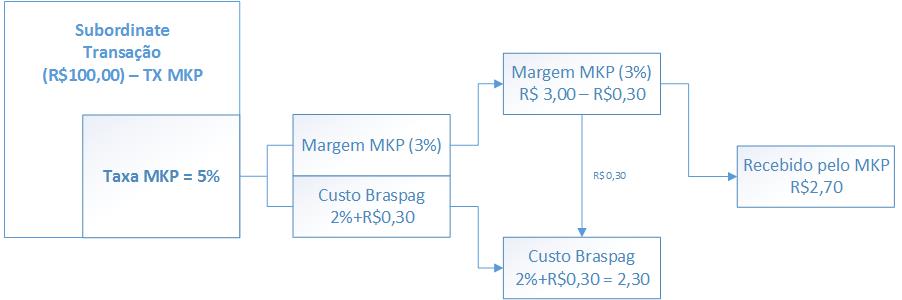 Subordinate
Transação
(R$100,00) – TX MKP
Taxa MKP = 5%
Margem MKP (3%)
Custo Braspag
2%+R$0,30
Margem MKP (3%)
R$ 3,00 – R$0,30
R$ 0,30
Custo Braspag
2%+R$0,30 = 2,30
Recebido pelo MKP
R$2,70